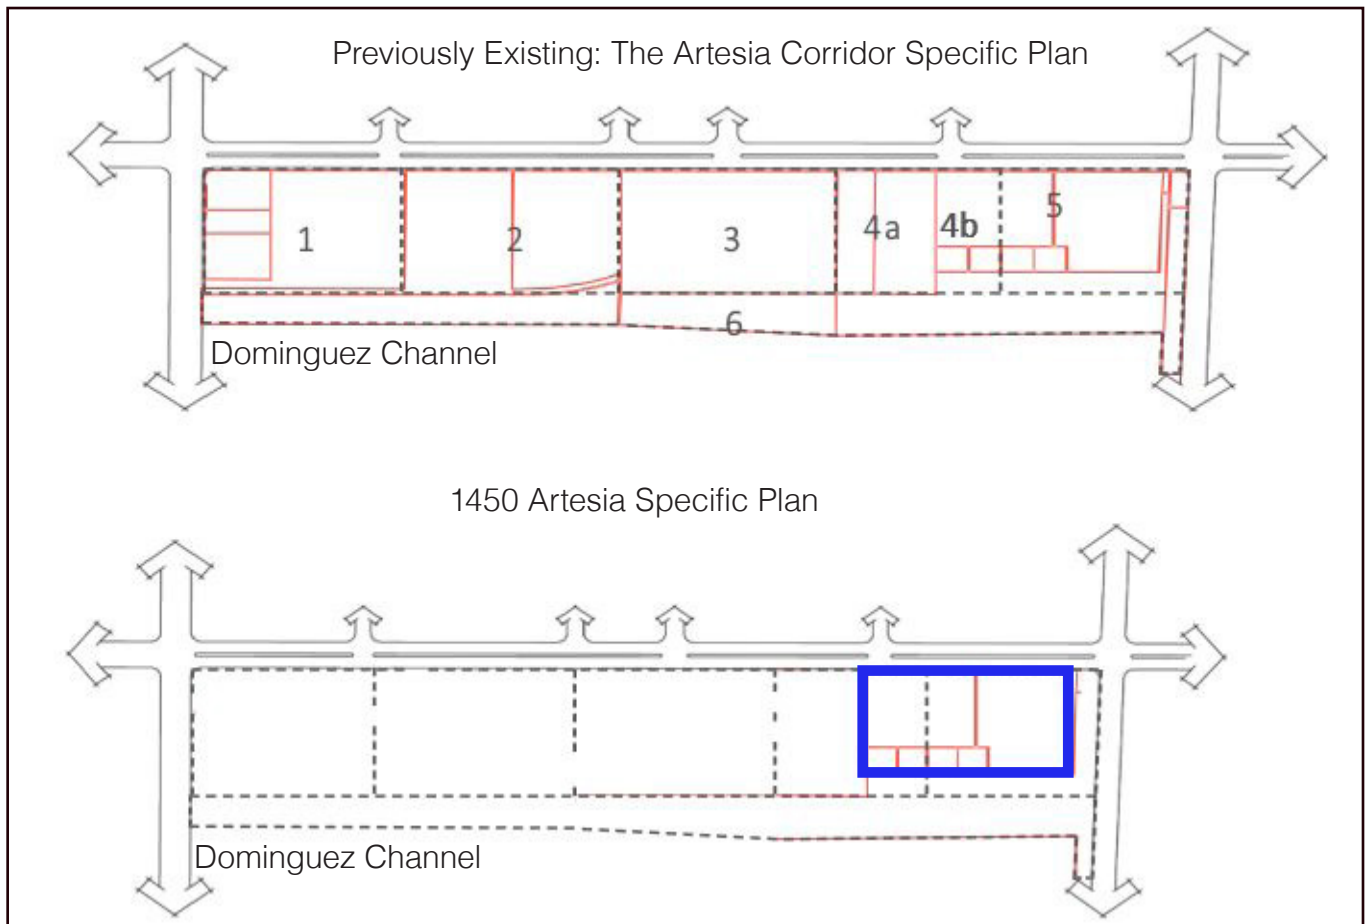 Previously Existing: The Artesia Corridor Specific Plan
1 2 3 4a 4b 5
6
Dominguez Channel
1450 Artesia Specific Plan
Dominguez Channel